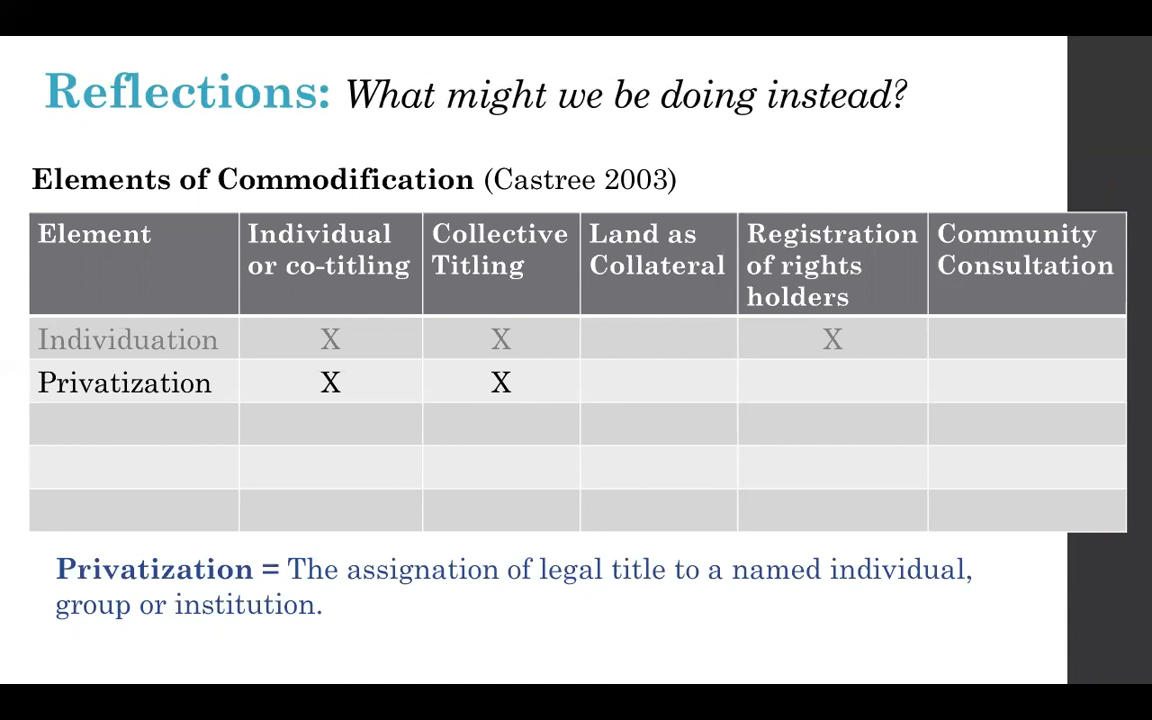 Reflections: What might we be doing instead?
Elements of Commodification (Castree 2003)
Element
Individual or co-titling
Collective Titling
Land as Collateral
Registration of rights holders
Community Consultation
Individuation X X X
Privatization X X
Privatization = The assignation of legal title to a named individual,
group or institution.